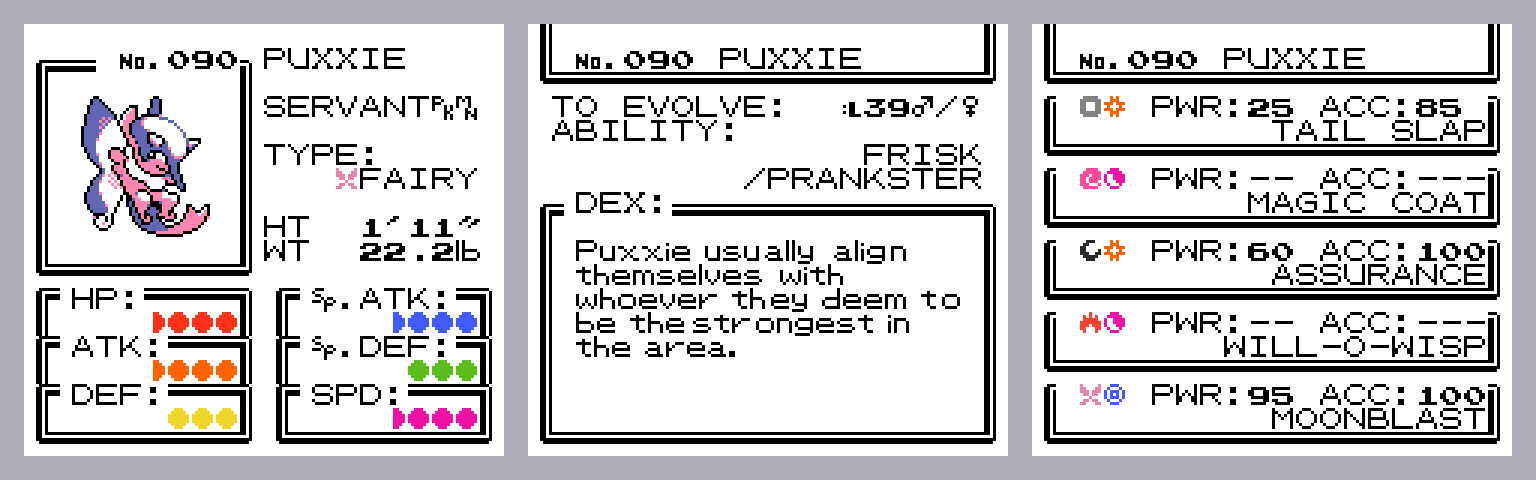 No. 090 PUXXIE
SERVANT PKMN
TYPE:
FAIRY
HT 1′11″
WT 22.2lb
HP:
ATK:
DEF:
Sp. ATK:
Sp. DEF:
SPD:
No. 090 PUXXIE
TO EVOLVE: :L39♂/♀
ABILITY:
FRISK
/PRANKSTER
DEX:
Puxxie usually align
themselves with
whoever they deem to
be the strongest in
the area.
No. 090 PUXXIE
PWR:25 ACC:85
TAIL SLAP
PWR:-- ACC:---
MAGIC COAT
PWR:60 ACC:100
ASSURANCE
PWR:-- ACC:---
WILL-O-WISP
PWR:95 ACC:100
MOONBLAST